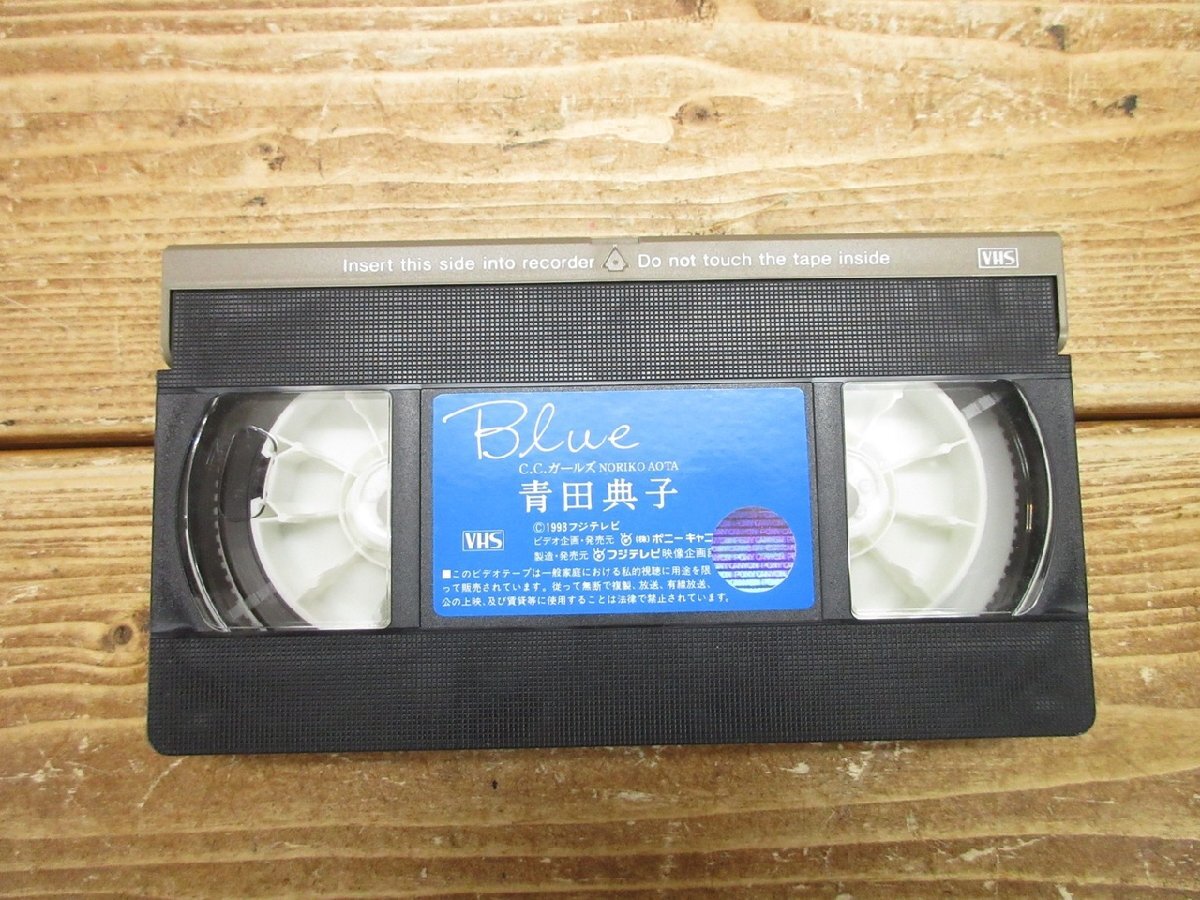 Insert this side into recorder Do not touch the tape inside VHS
Blue
C.C.ガールズ NORIKO AOTA
青田典子
©1993フジテレビ
VHS
ビデオ企画・発売元 (株)ポニーキャニ
製造・発売元 フジテレビ映像企画
■このビデオテープは一般家庭における私的視聴に用途を限
って販売されています。従って無断で複製、放送、有線放送、
公の上映、及び賃貸等に使用することは法律で禁止されています。